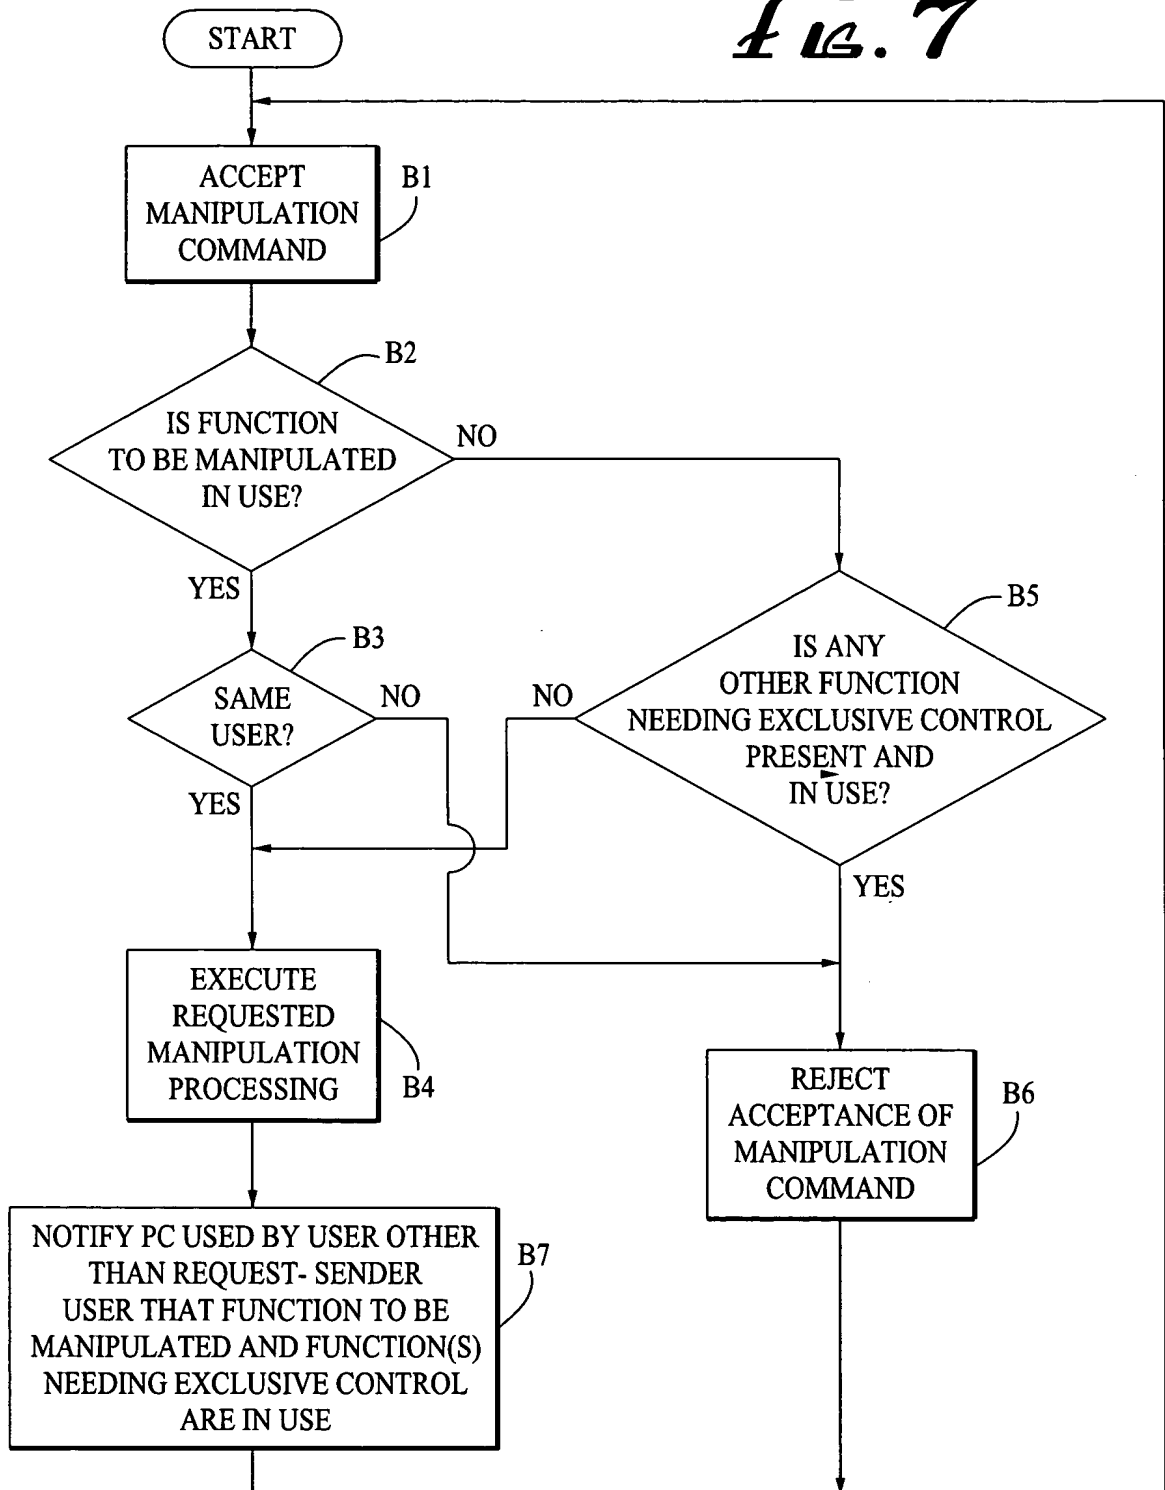 FIG. 7
START
ACCEPT
MANIPULATION
COMMAND
B1
B2
IS FUNCTION
TO BE MANIPULATED
IN USE?
NO
YES
B3
SAME
USER?
NO
YES
B5
IS ANY
OTHER FUNCTION
NEEDING EXCLUSIVE CONTROL
PRESENT AND
IN USE?
NO
YES
EXECUTE
REQUESTED
MANIPULATION
PROCESSING
B4
REJECT
ACCEPTANCE OF
MANIPULATION
COMMAND
B6
NOTIFY PC USED BY USER OTHER
THAN REQUEST- SENDER
USER THAT FUNCTION TO BE
MANIPULATED AND FUNCTION(S)
NEEDING EXCLUSIVE CONTROL
ARE IN USE
B7